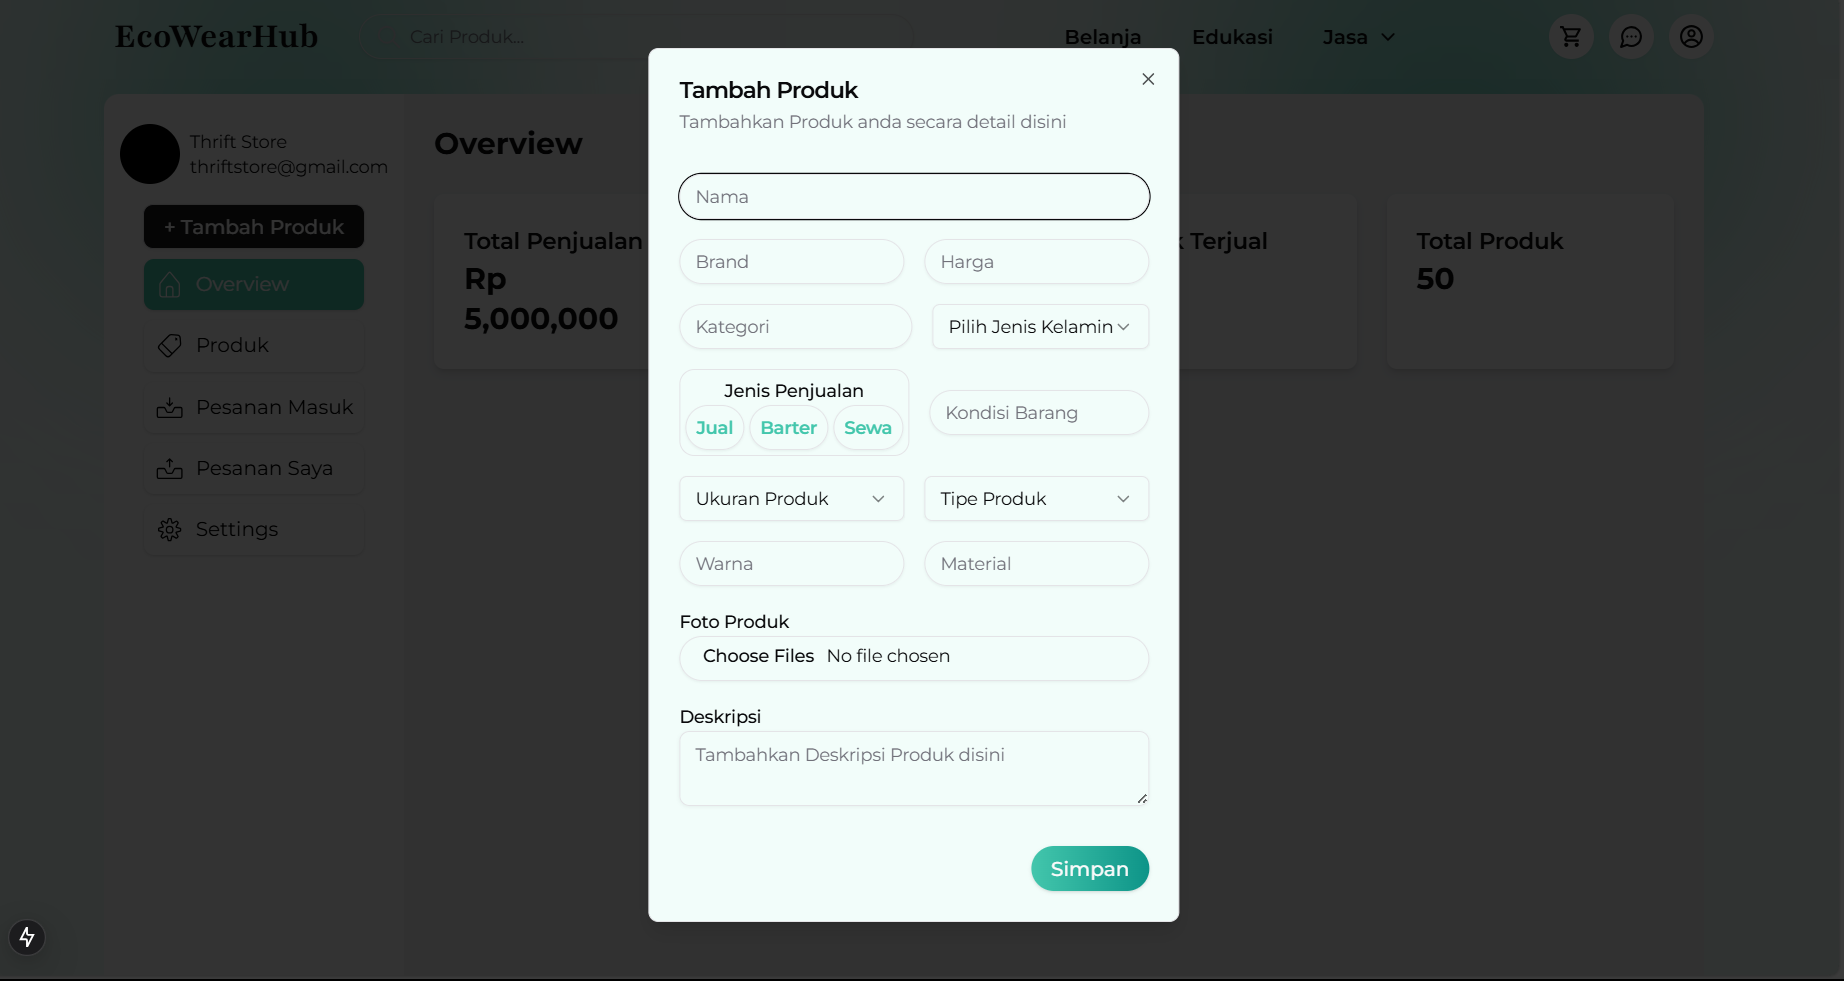 EcoWearHub
Cari Produk...
Belanja
Edukasi
Jasa
Thrift Store
thriftstore@gmail.com
+ Tambah Produk
Overview
Produk
Pesanan Masuk
Pesanan Saya
Settings
Overview
Total Penjualan
Rp
5,000,000
Terjual
Total Produk
50
Tambah Produk
Tambahkan Produk anda secara detail disini
Nama
Brand
Harga
Kategori
Pilih Jenis Kelamin
Jenis Penjualan
Jual
Barter
Sewa
Kondisi Barang
Ukuran Produk
Tipe Produk
Warna
Material
Foto Produk
Choose Files No file chosen
Deskripsi
Tambahkan Deskripsi Produk disini
Simpan